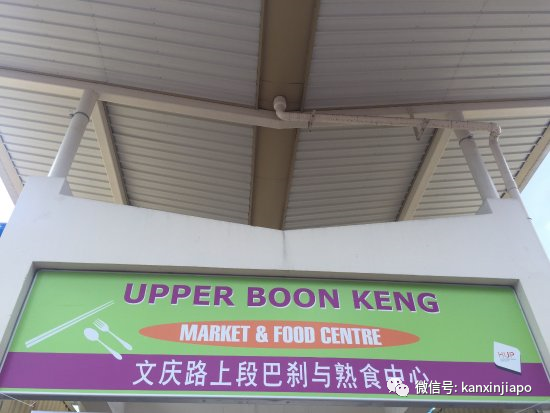 UPPER BOON KENG
MARKET & FOOD CENTRE
HUP
文庆路上段巴刹与熟食中心
微信号: kanxinjiapo